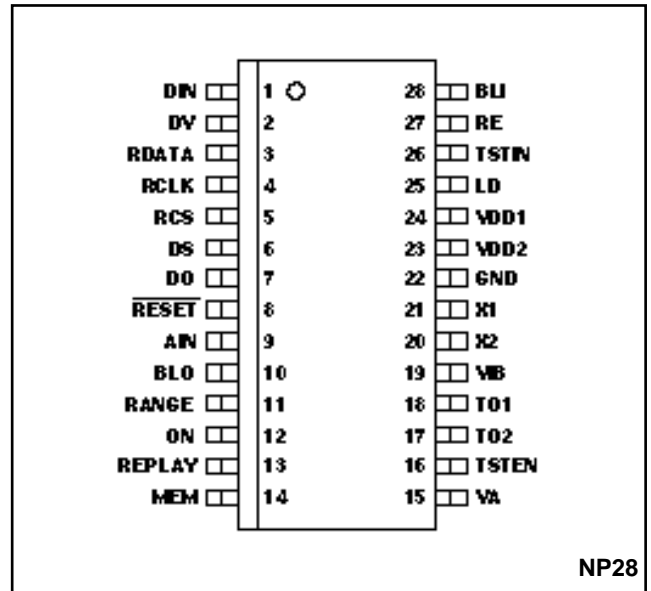 DIN 1 28 BLI
DV 2 27 RE
RDATA 3 26 TSTIN
RCLK 4 25 LD
RCS 5 24 VDD1
DS 6 23 VDD2
DO 7 22 GND
RESET 8 21 X1
AIN 9 20 X2
BLO 10 19 VIB
RANGE 11 18 TO1
ON 12 17 TO2
REPLAY 13 16 TSTEN
MEM 14 15 VA
NP28